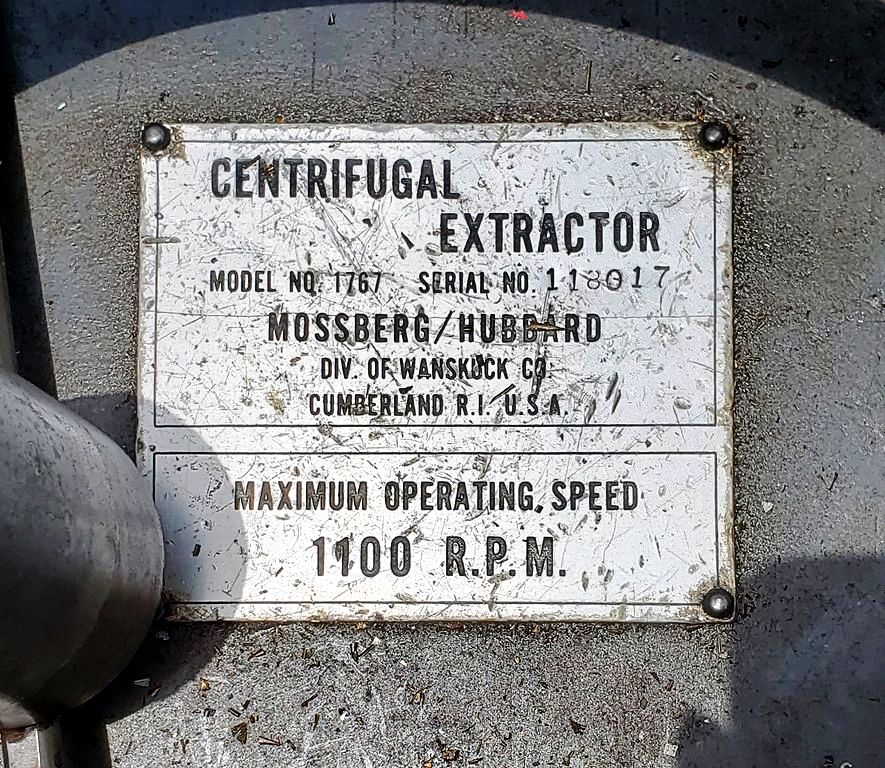 CENTRIFUGAL
EXTRACTOR
MODEL NO. 1767 SERIAL NO. 118017
MOSSBERG/HUBBARD
DIV. OF WANSKUCK CO.
CUMBERLAND R.I. U.S.A.
MAXIMUM OPERATING SPEED
1100 R.P.M.